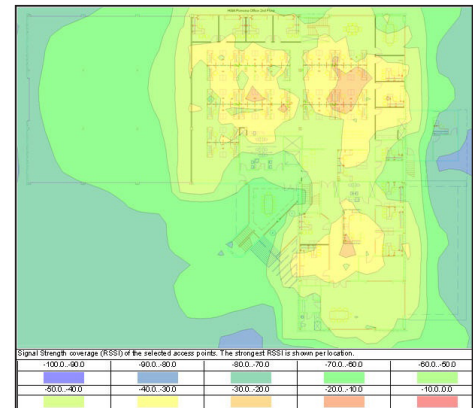 Signal Strength coverage (RSSI) of the selected access points. The strongest RSSI is shown per location.
-100.0..-90.0 -90.0..-80.0 -80.0..-70.0 -70.0..-60.0 -60.0..-50.0
-50.0..-40.0 -40.0..-30.0 -30.0..-20.0 -20.0..-10.0 -10.0..0.0